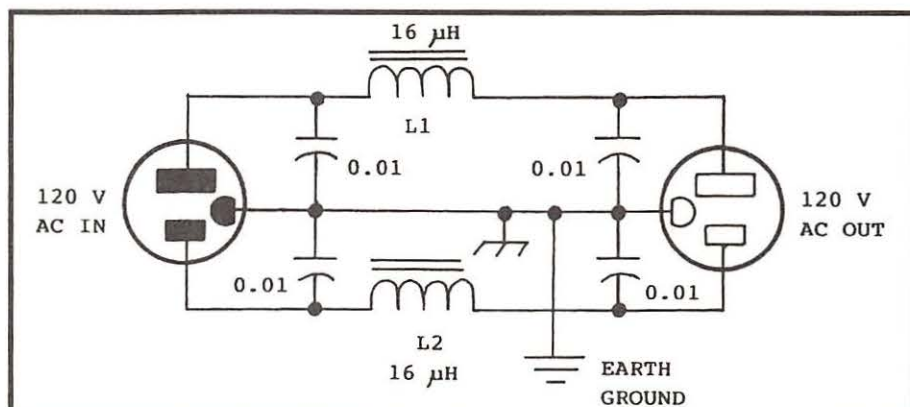 16 µH
L1
0.01
0.01
120 V
AC IN
120 V
AC OUT
0.01
0.01
L2
16 µH
EARTH
GROUND